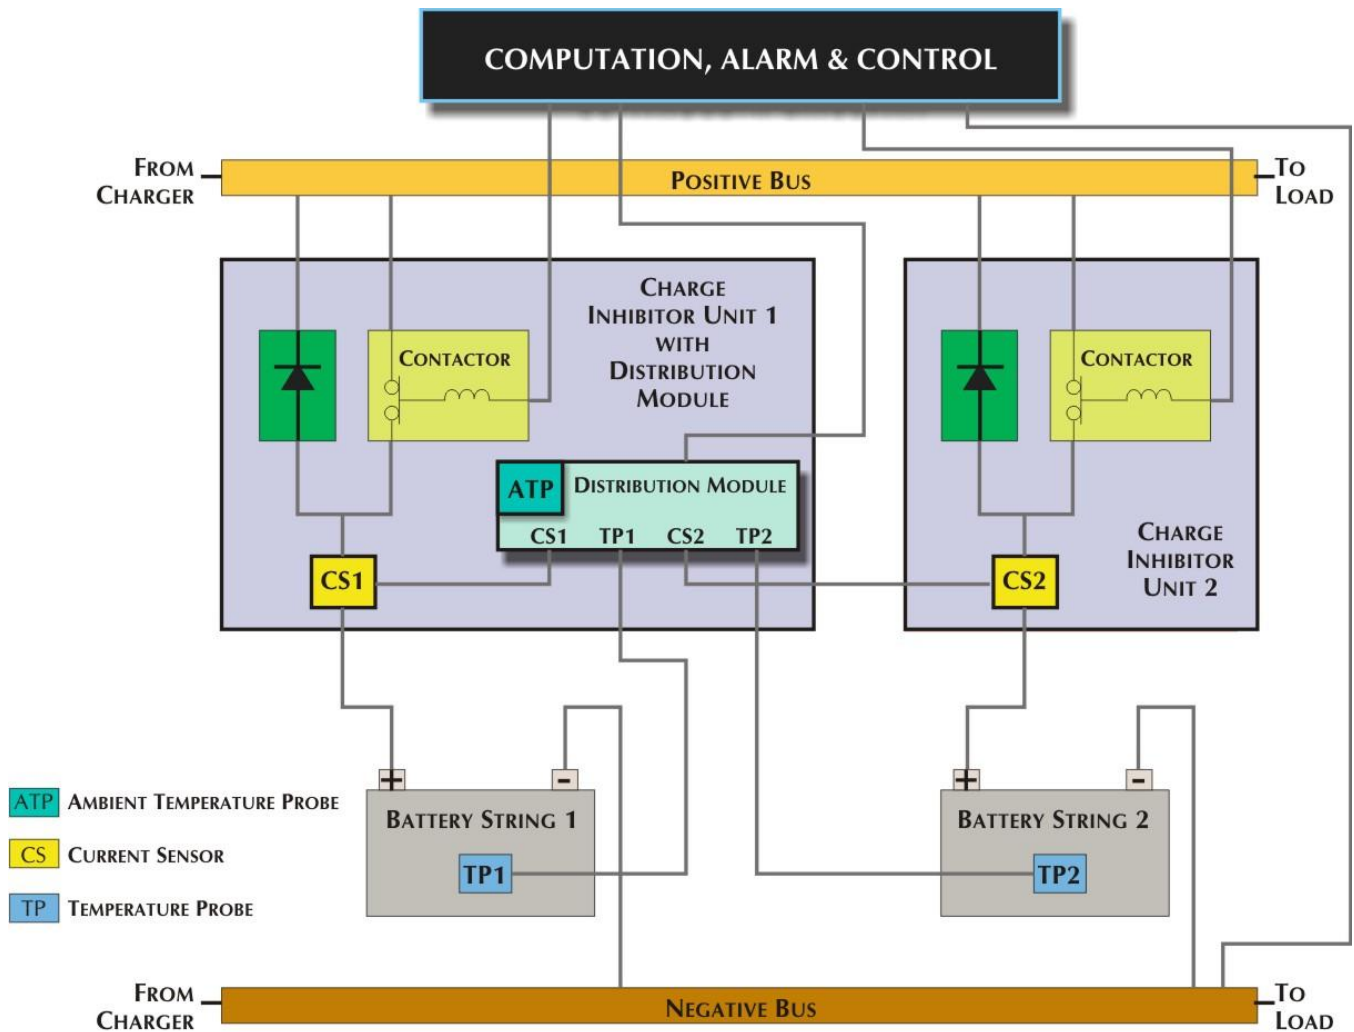 COMPUTATION, ALARM & CONTROL
FROM
CHARGER
POSITIVE BUS
TO
LOAD
CHARGE
INHIBITOR UNIT 1
WITH
DISTRIBUTION
MODULE
CONTACTOR
CONTACTOR
ATP
DISTRIBUTION MODULE
CS1 TP1 CS2 TP2
CS1
CS2
CHARGE
INHIBITOR
UNIT 2
+
-
+
-
BATTERY STRING 1
BATTERY STRING 2
TP1
TP2
ATP AMBIENT TEMPERATURE PROBE
CS CURRENT SENSOR
TP TEMPERATURE PROBE
FROM
CHARGER
NEGATIVE BUS
TO
LOAD